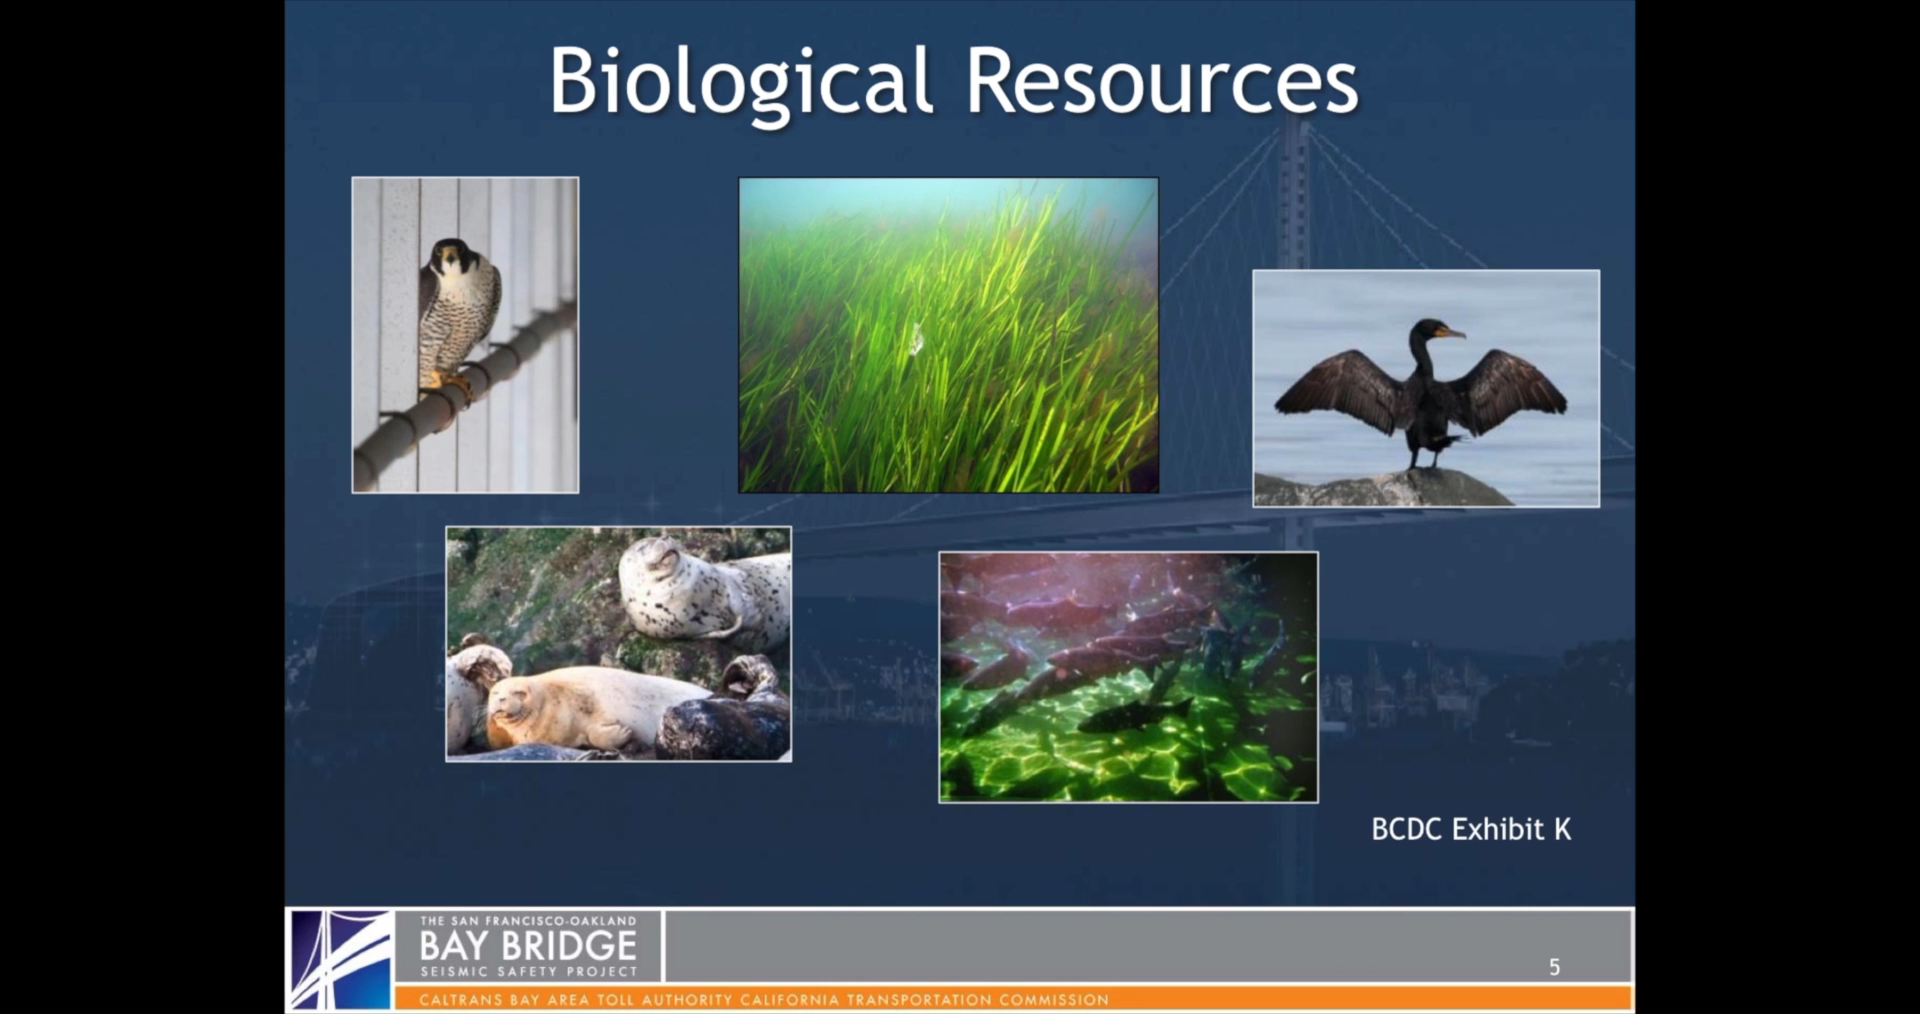 Biological Resources
BCDC Exhibit K
THE SAN FRANCISCO-OAKLAND
BAY BRIDGE
SEISMIC SAFETY PROJECT
5
CALTRANS BAY AREA TOLL AUTHORITY CALIFORNIA TRANSPORTATION COMMISSION